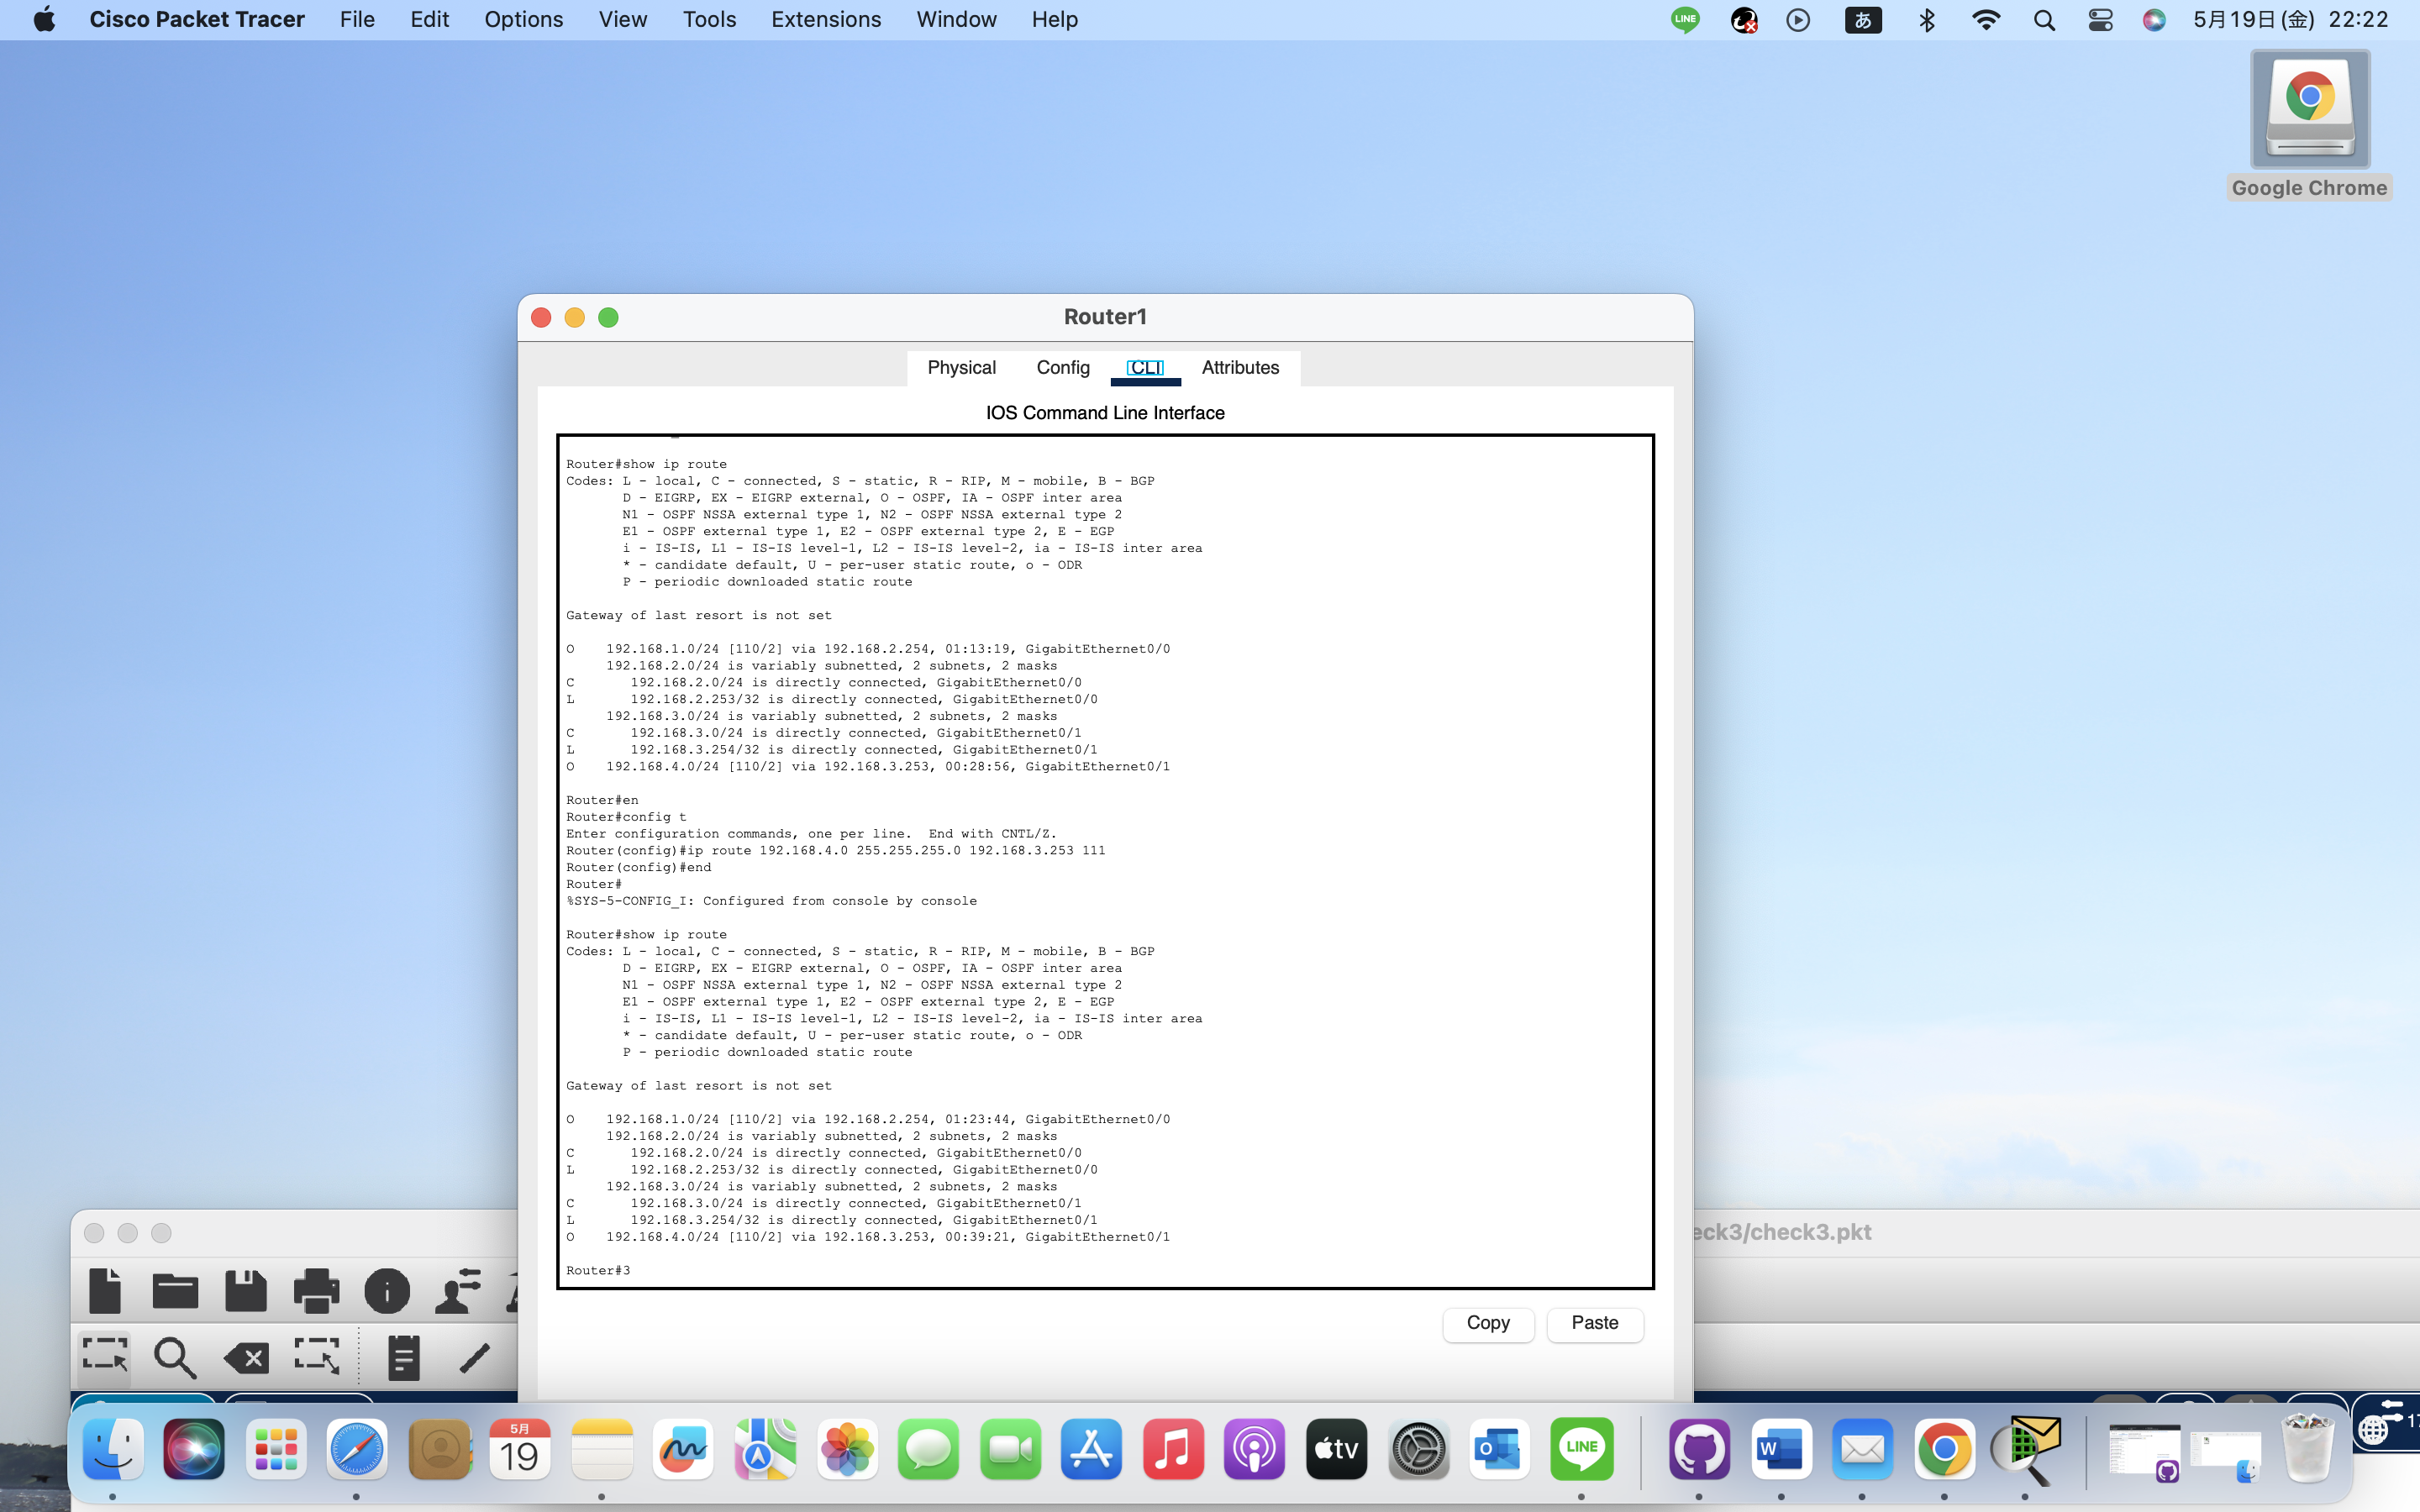 Cisco Packet Tracer File Edit Options View Tools Extensions Window Help LINE あ 5月19日(金) 22:22
Google Chrome
Router1
Physical Config CLI Attributes
IOS Command Line Interface
Router#show ip route
Codes: L - local, C - connected, S - static, R - RIP, M - mobile, B - BGP
D - EIGRP, EX - EIGRP external, O - OSPF, IA - OSPF inter area
N1 - OSPF NSSA external type 1, N2 - OSPF NSSA external type 2
E1 - OSPF external type 1, E2 - OSPF external type 2, E - EGP
i - IS-IS, L1 - IS-IS level-1, L2 - IS-IS level-2, ia - IS-IS inter area
* - candidate default, U - per-user static route, o - ODR
P - periodic downloaded static route
Gateway of last resort is not set
O 192.168.1.0/24 [110/2] via 192.168.2.254, 01:13:19, GigabitEthernet0/0
192.168.2.0/24 is variably subnetted, 2 subnets, 2 masks
C 192.168.2.0/24 is directly connected, GigabitEthernet0/0
L 192.168.2.253/32 is directly connected, GigabitEthernet0/0
192.168.3.0/24 is variably subnetted, 2 subnets, 2 masks
C 192.168.3.0/24 is directly connected, GigabitEthernet0/1
L 192.168.3.254/32 is directly connected, GigabitEthernet0/1
O 192.168.4.0/24 [110/2] via 192.168.3.253, 00:28:56, GigabitEthernet0/1
Router#en
Router#config t
Enter configuration commands, one per line. End with CNTL/Z.
Router(config)#ip route 192.168.4.0 255.255.255.0 192.168.3.253 111
Router(config)#end
Router#
%SYS-5-CONFIG_I: Configured from console by console
Router#show ip route
Codes: L - local, C - connected, S - static, R - RIP, M - mobile, B - BGP
D - EIGRP, EX - EIGRP external, O - OSPF, IA - OSPF inter area
N1 - OSPF NSSA external type 1, N2 - OSPF NSSA external type 2
E1 - OSPF external type 1, E2 - OSPF external type 2, E - EGP
i - IS-IS, L1 - IS-IS level-1, L2 - IS-IS level-2, ia - IS-IS inter area
* - candidate default, U - per-user static route, o - ODR
P - periodic downloaded static route
Gateway of last resort is not set
O 192.168.1.0/24 [110/2] via 192.168.2.254, 01:23:44, GigabitEthernet0/0
192.168.2.0/24 is variably subnetted, 2 subnets, 2 masks
C 192.168.2.0/24 is directly connected, GigabitEthernet0/0
L 192.168.2.253/32 is directly connected, GigabitEthernet0/0
192.168.3.0/24 is variably subnetted, 2 subnets, 2 masks
C 192.168.3.0/24 is directly connected, GigabitEthernet0/1
L 192.168.3.254/32 is directly connected, GigabitEthernet0/1
O 192.168.4.0/24 [110/2] via 192.168.3.253, 00:39:21, GigabitEthernet0/1
Router#3
Copy Paste
eck3/check3.pkt
5月
19
tv
O
LINE
W